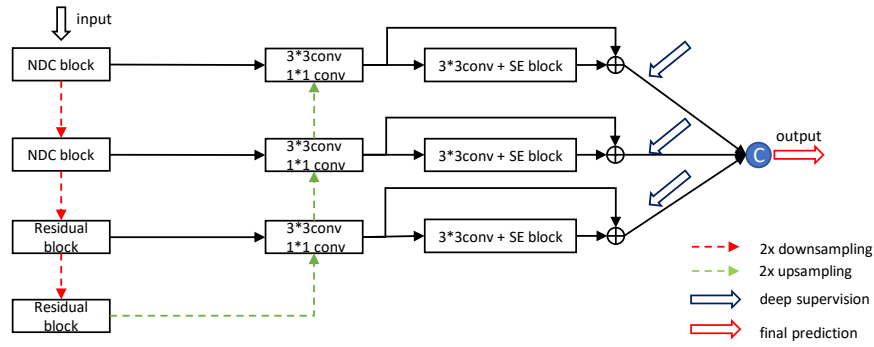 input
NDC block
3*3conv
1*1 conv
3*3conv + SE block
NDC block
3*3conv
1*1 conv
3*3conv + SE block
output
C
Residual
block
3*3conv
1*1 conv
3*3conv + SE block
Residual
block
2x downsampling
2x upsampling
deep supervision
final prediction